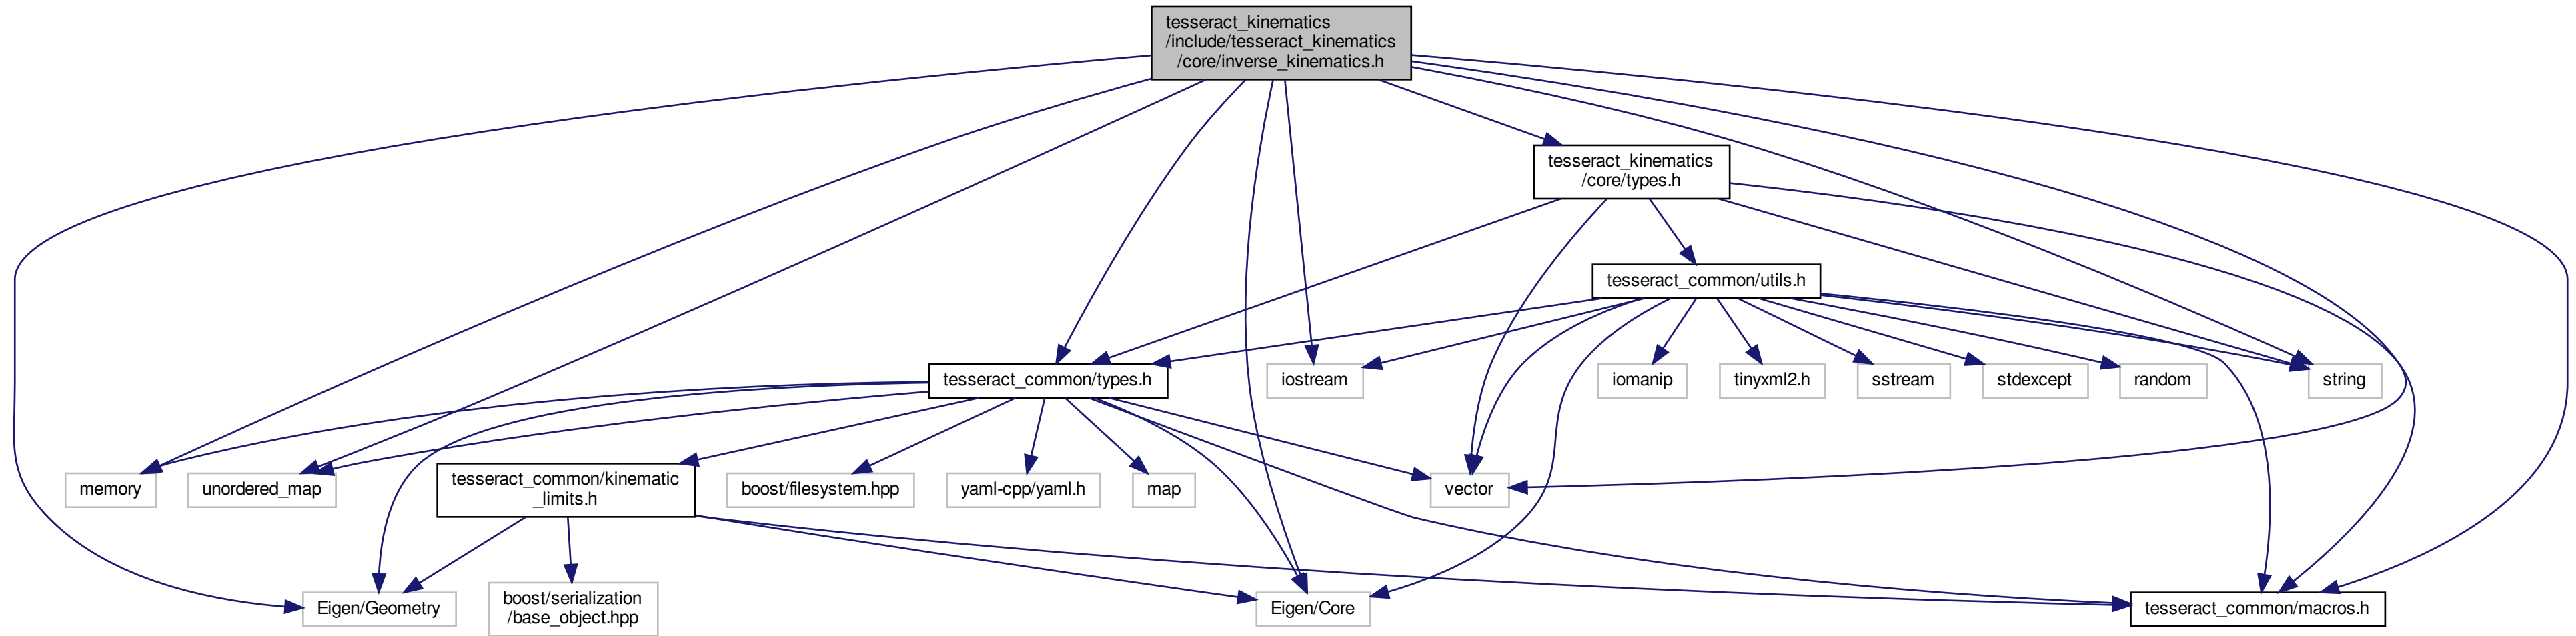 tesseract_kinematics
/include/tesseract_kinematics
/core/inverse_kinematics.h
tesseract_kinematics
/core/types.h
tesseract_common/utils.h
tesseract_common/types.h
iostream
iomanip
tinyxml2.h
sstream
stdexcept
random
string
memory
unordered_map
tesseract_common/kinematic
_limits.h
boost/filesystem.hpp
yaml-cpp/yaml.h
map
vector
Eigen/Geometry
boost/serialization
/base_object.hpp
Eigen/Core
tesseract_common/macros.h